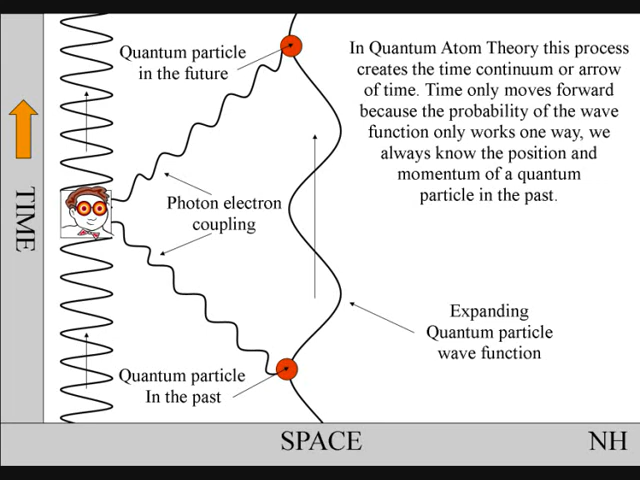 Quantum particle
in the future
In Quantum Atom Theory this process
creates the time continuum or arrow
of time. Time only moves forward
because the probability of the wave
function only works one way, we
always know the position and
momentum of a quantum
particle in the past.
TIME
Photon electron
coupling
Expanding
Quantum particle
wave function
Quantum particle
In the past
SPACE
NH